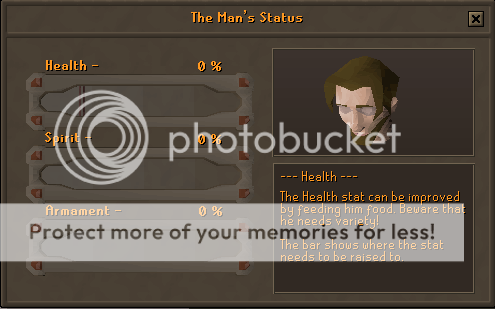 The Man's Status
Health - 0 %
Spirit - 0 %
Armament - 0 %
--- Health ---
The Health stat can be improved
by feeding him food. Beware that
he needs variety!
The bar shows where the stat
needs to be raised to.
photobucket
Protect more of your memories for less!